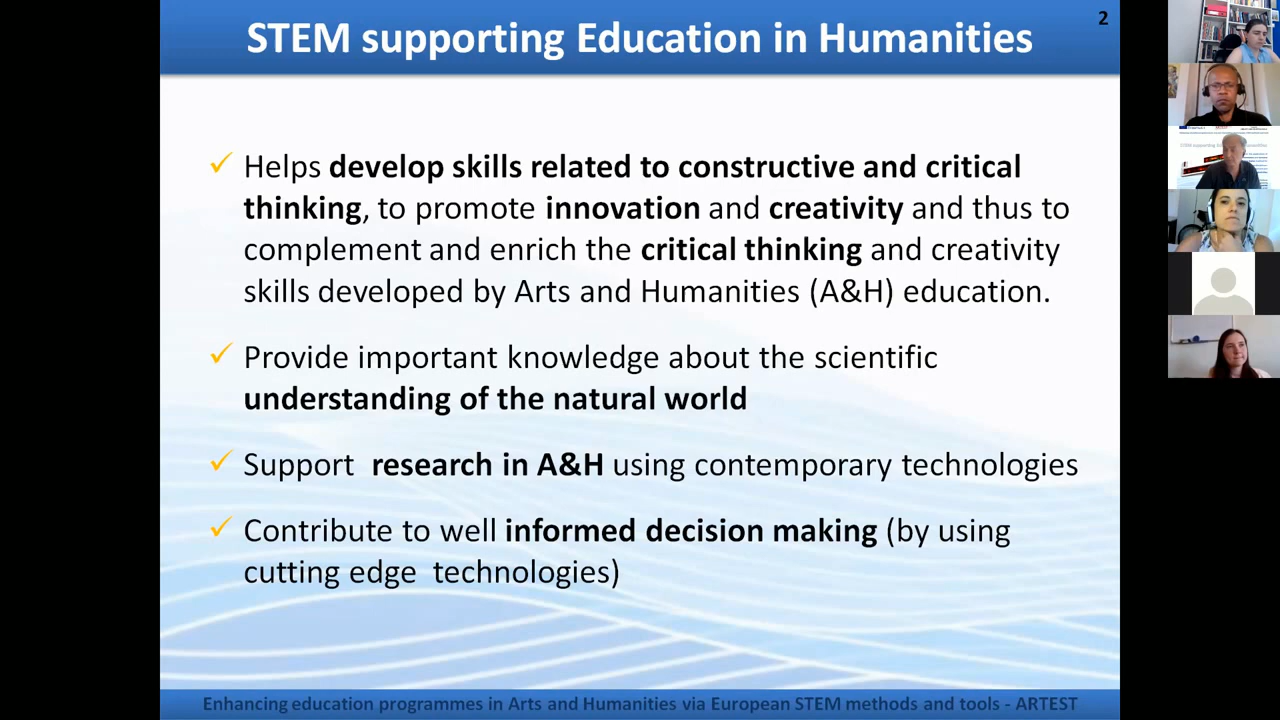 STEM supporting Education in Humanities
2
✓ Helps develop skills related to constructive and critical
thinking, to promote innovation and creativity and thus to
complement and enrich the critical thinking and creativity
skills developed by Arts and Humanities (A&H) education.
✓ Provide important knowledge about the scientific
understanding of the natural world
✓ Support research in A&H using contemporary technologies
✓ Contribute to well informed decision making (by using
cutting edge technologies)
Enhancing education programmes in Arts and Humanities via European STEM methods and tools - ARTEST